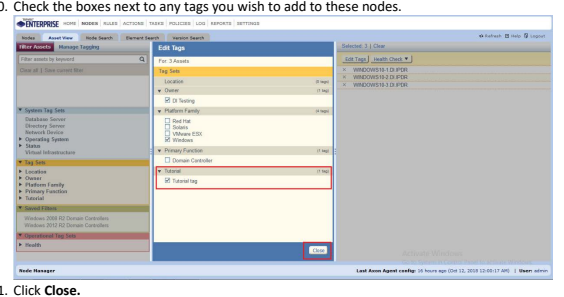 0. Check the boxes next to any tags you wish to add to these nodes.
ENTERPRISE HOME NODES RULES ACTIONS TASKS POLICIES LOG REPORTS SETTINGS
Nodes Asset View Node Search Element Search Version Search Refresh Help Logout
Filter Assets Manage Tagging
Filter assets by keyword
Clear all | Save current filter
System Tag Sets
Database Server
Directory Server
Network Device
Operating System
Status
Virtual Infrastructure
Tag Sets
Location
Owner
Platform Family
Primary Function
Tutorial
Saved Filters
Windows 2008 R2 Domain Controllers
Windows 2012 R2 Domain Controllers
Operational Tag Sets
Health
Edit Tags
For: 3 Assets
Tag Sets
Location (0 tags)
Owner (1 tag)
DI Testing
Platform Family (4 tags)
Red Hat
Solaris
VMware ESX
Windows
Primary Function (1 tag)
Domain Controller
Tutorial (1 tag)
Tutorial tag
Close
Selected: 3 | Clear
Edit Tags Health Check
WINDOWS10-1.DI.IPDR
WINDOWS10-2.DI.IPDR
WINDOWS10-3.DI.IPDR
Activate Windows
Node Manager
Last Axon Agent config: 16 hours ago (Oct 12, 2018 12:00:17 AM) | User: admin
1. Click Close.